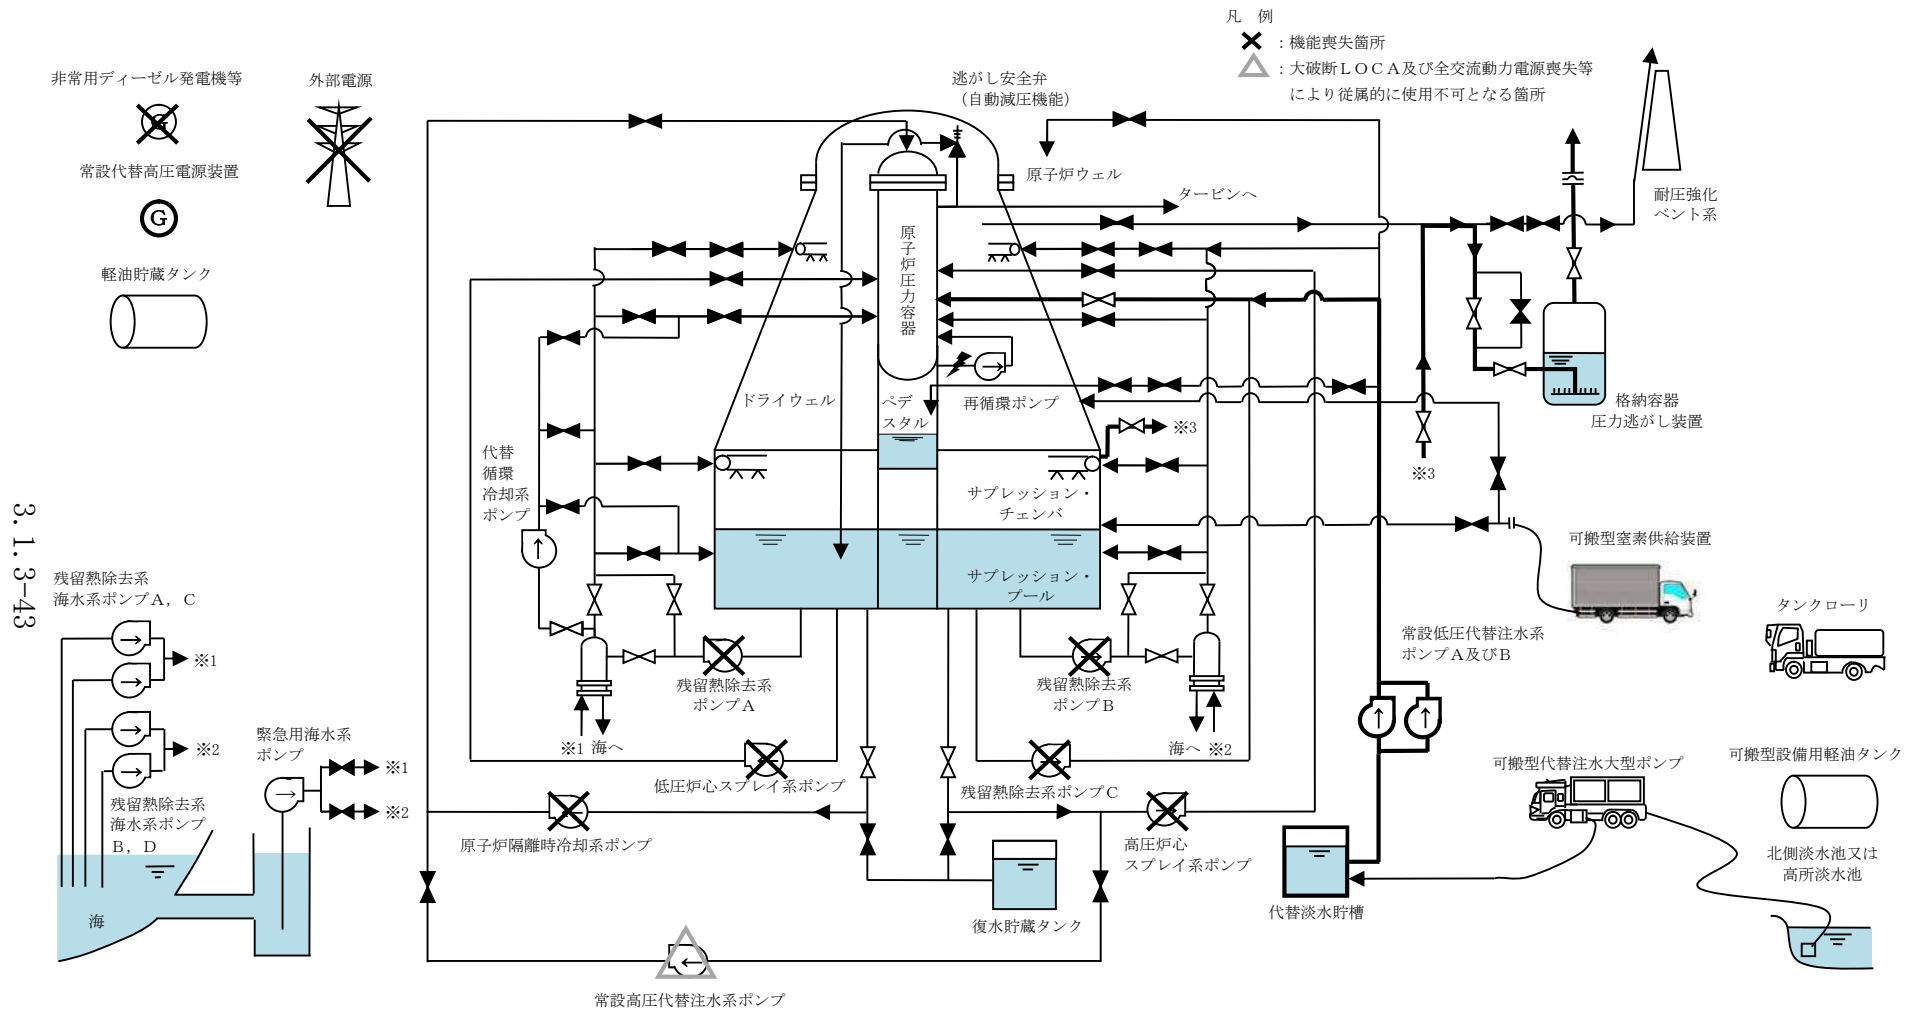 凡　例
：機能喪失箇所
：大破断ＬＯＣＡ及び全交流動力電源喪失等
により従属的に使用不可となる箇所
非常用ディーゼル発電機等
G
外部電源
常設代替高圧電源装置
G
軽油貯蔵タンク
逃がし安全弁
（自動減圧機能）
原子炉ウェル
タービンへ
耐圧強化
ベント系
原子炉圧力容器
ドライウェル
ペデ
スタル
再循環ポンプ
※3
※3
格納容器
圧力逃がし装置
代替
循環
冷却系
ポンプ
サプレッション・
チェンバ
サプレッション・
プール
可搬型窒素供給装置
タンクローリ
3.1.3-43
残留熱除去系
海水系ポンプＡ，Ｃ
※1
※2
残留熱除去系
海水系ポンプ
Ｂ，Ｄ
緊急用海水系
ポンプ
※1
※2
海
残留熱除去系
ポンプＡ
※1 海へ
残留熱除去系
ポンプＢ
海へ ※2
常設低圧代替注水系
ポンプＡ及びＢ
低圧炉心スプレイ系ポンプ
残留熱除去系ポンプＣ
原子炉隔離時冷却系ポンプ
高圧炉心
スプレイ系ポンプ
復水貯蔵タンク
常設高圧代替注水系ポンプ
代替淡水貯槽
可搬型代替注水大型ポンプ
可搬型設備用軽油タンク
北側淡水池又は
高所淡水池